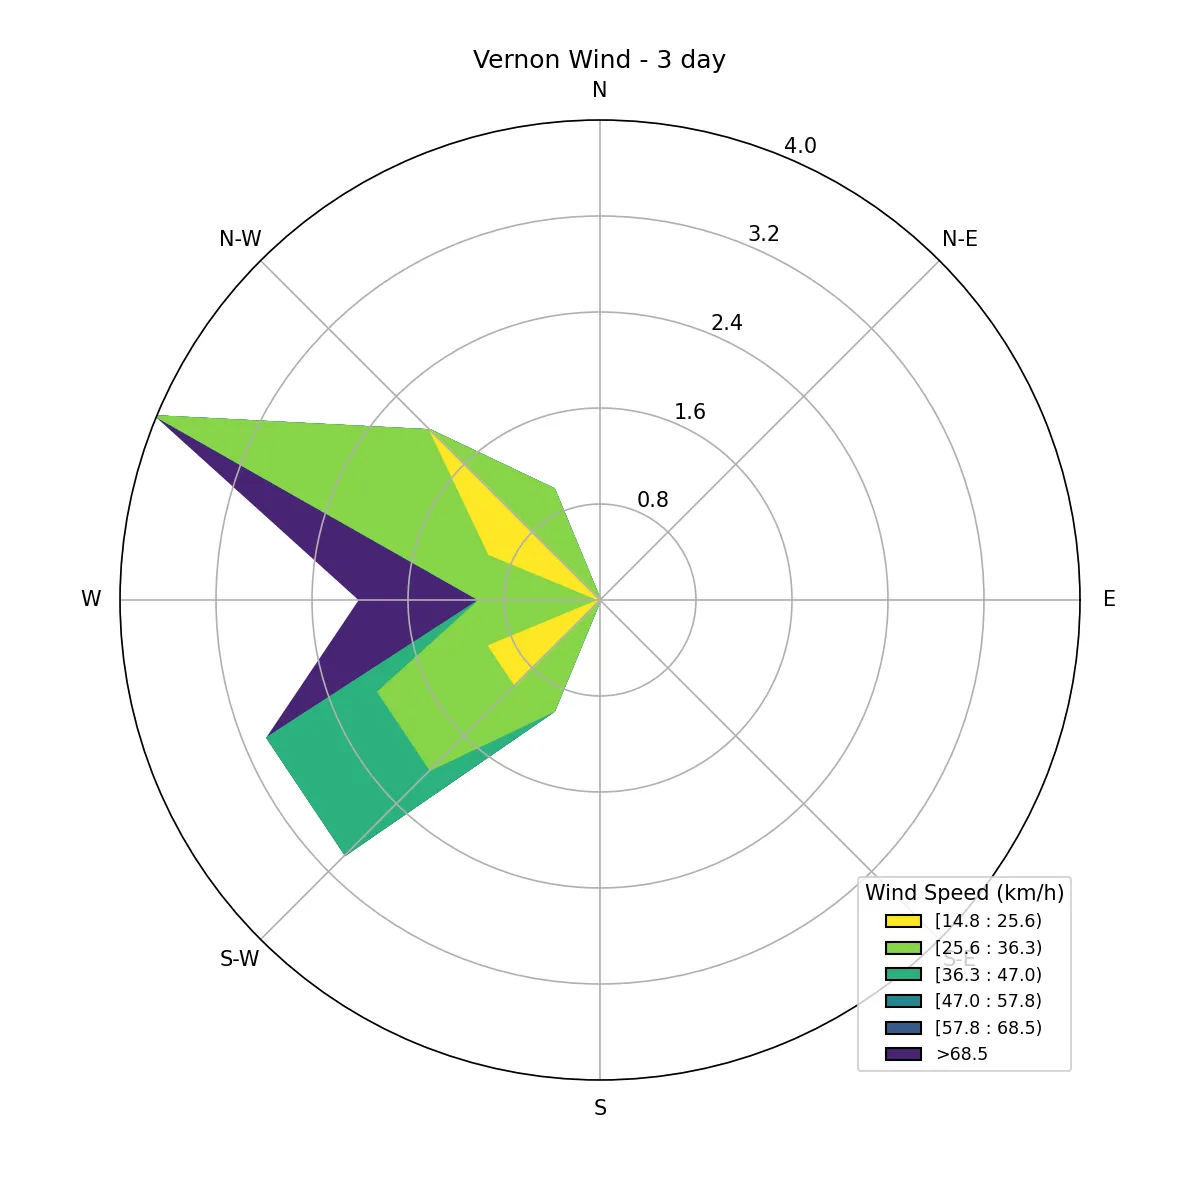 Vernon Wind - 3 day
N
4.0
N-W
N-E
3.2
2.4
1.6
0.8
W
E
S-W
S-E
S
Wind Speed (km/h)
[14.8 : 25.6)
[25.6 : 36.3)
[36.3 : 47.0)
[47.0 : 57.8)
[57.8 : 68.5)
>68.5